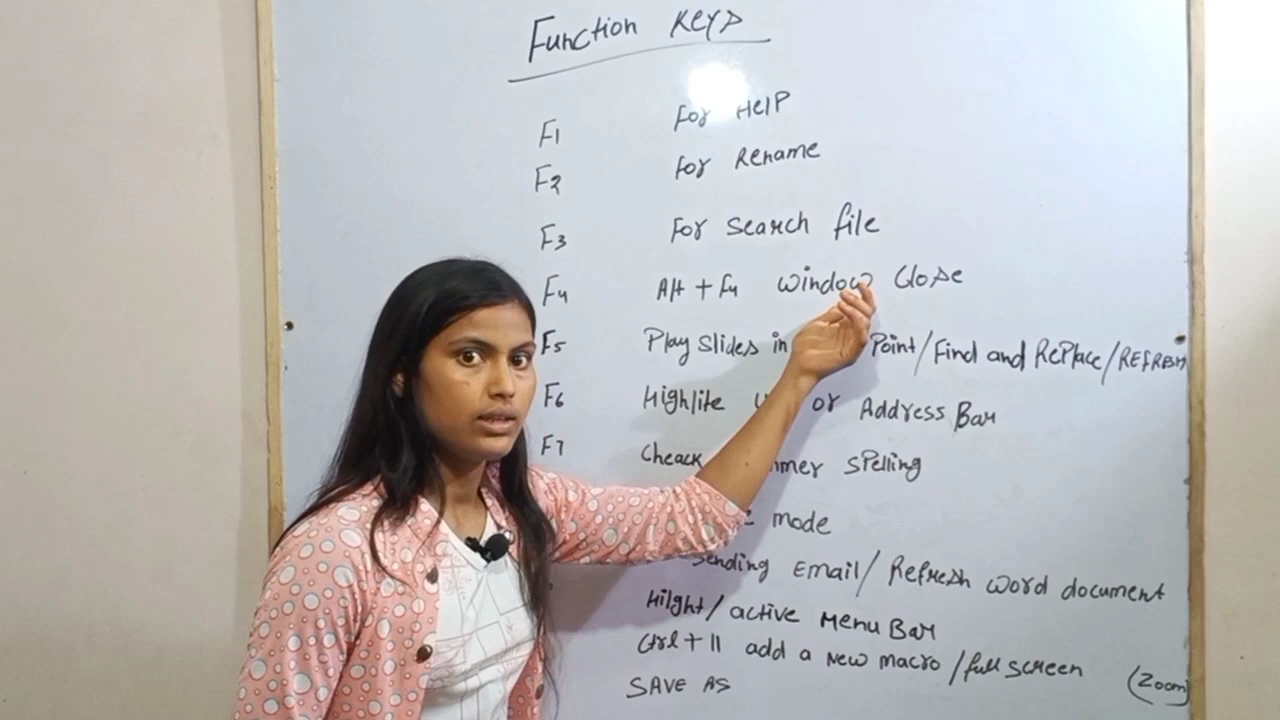 Function Keys
F1 For Help
F2 For Rename
F3 For Search file
F4 Alt + F4 window Close
F5 Play Slides in Point/Find and RePlace/REFRESH
F6 Highlite or Address Bar
F7 Cheack spelling
mode
Sending Email/ Refresh word document
Hilght/ active Menu Bar
Ctrl + 11 add a New macro /full screen (Zoom)
SAVE AS